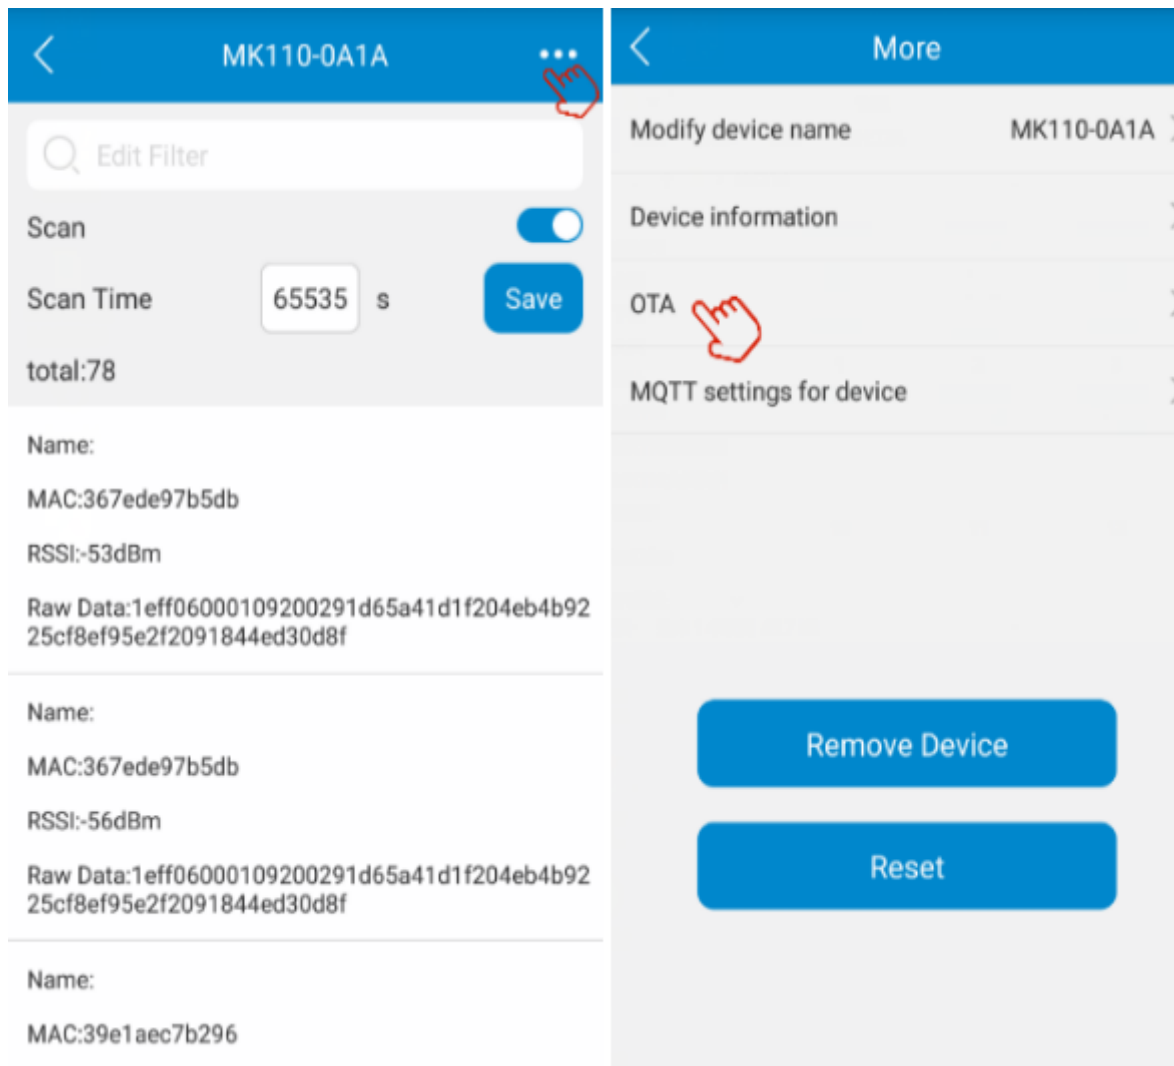 MK110-0A1A
Edit Filter
Scan
Scan Time 65535 s Save
total:78
Name:
MAC:367ede97b5db
RSSI:-53dBm
Raw Data:1eff06000109200291d65a41d1f204eb4b92
25cf8ef95e2f2091844ed30d8f
Name:
MAC:367ede97b5db
RSSI:-56dBm
Raw Data:1eff06000109200291d65a41d1f204eb4b92
25cf8ef95e2f2091844ed30d8f
Name:
MAC:39e1aec7b296
More
Modify device name MK110-0A1A
Device information
OTA
MQTT settings for device
Remove Device
Reset